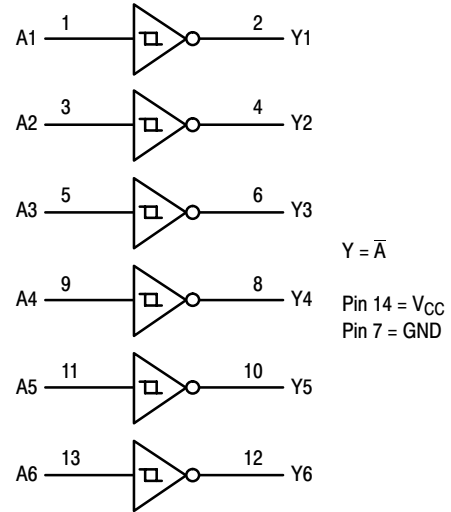 A1 1 2 Y1
A2 3 4 Y2
A3 5 6 Y3
Y = A̅
A4 9 8 Y4
Pin 14 = VCC
Pin 7 = GND
A5 11 10 Y5
A6 13 12 Y6